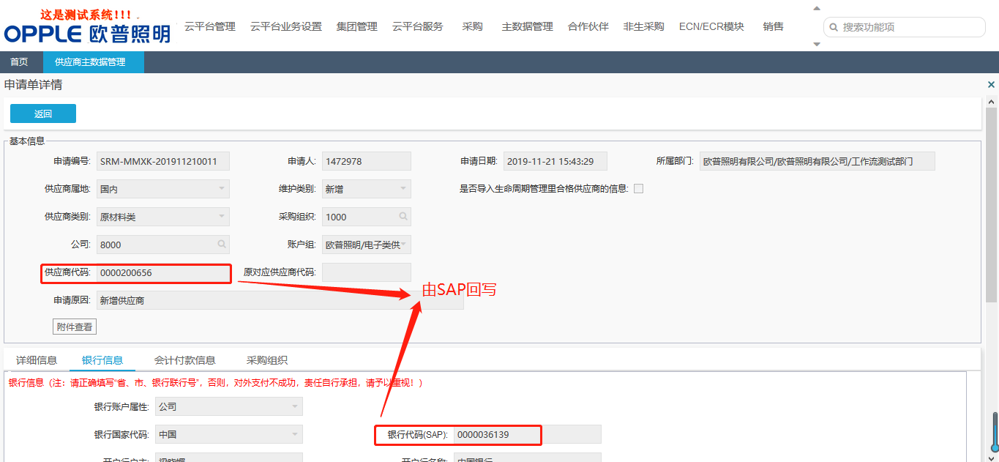 这是测试系统!!!
OPPLE 欧普照明
云平台管理 云平台业务设置 集团管理 云平台服务 采购 主数据管理 合作伙伴 非生采购 ECN/ECR模块 销售
搜索功能项
首页 供应商主数据管理
申请单详情
返回
基本信息
申请编号: SRM-MMXK-201911210011 申请人: 1472978 申请日期: 2019-11-21 15:43:29 所属部门: 欧普照明有限公司/欧普照明有限公司/工作流测试部门
供应商属地: 国内 维护类别: 新增 是否导入生命周期管理里合格供应商的信息:
供应商类别: 原材料类 采购组织: 1000
公司: 8000 账户组: 欧普照明/电子类供
供应商代码: 0000200656 原对应供应商代码:
由SAP回写
申请原因: 新增供应商
附件查看
详细信息 银行信息 会计付款信息 采购组织
银行信息（注：请正确填写“省、市、银行联行号”，否则，对外支付不成功，责任自行承担，请予以重视！）
银行账户属性: 公司
银行国家代码: 中国 银行代码(SAP): 0000036139
开户行户主: 开户行名称: 中国银行